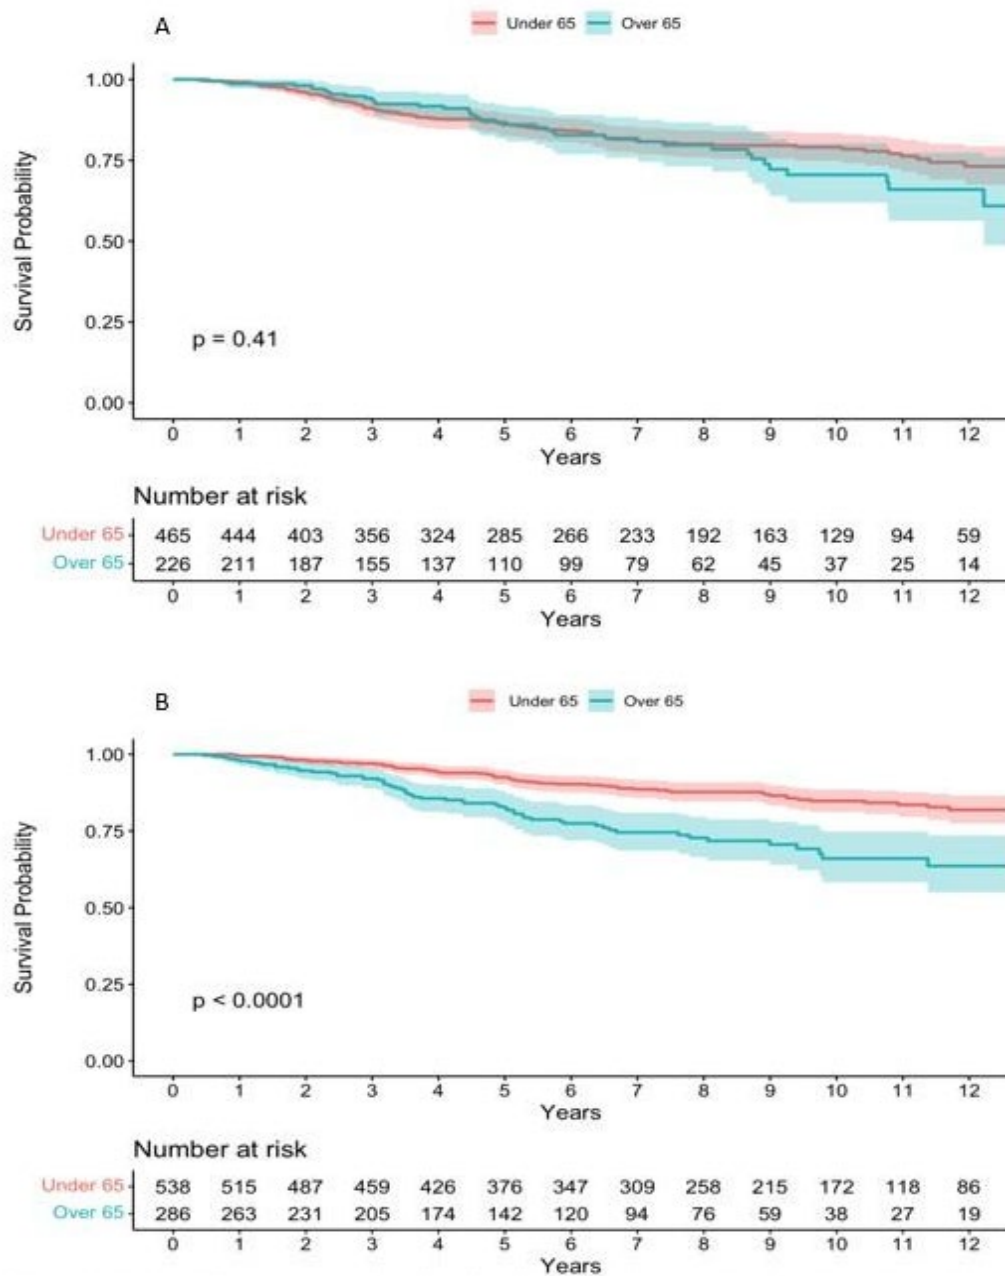 A
Under 65 Over 65
Survival Probability
1.00
0.75
0.50
0.25
0.00
p = 0.41
0 1 2 3 4 5 6 7 8 9 10 11 12
Years
Number at risk
Under 65 465 444 403 356 324 285 266 233 192 163 129 94 59
Over 65 226 211 187 155 137 110 99 79 62 45 37 25 14
0 1 2 3 4 5 6 7 8 9 10 11 12
Years
B
Under 65 Over 65
Survival Probability
1.00
0.75
0.50
0.25
0.00
p < 0.0001
0 1 2 3 4 5 6 7 8 9 10 11 12
Years
Number at risk
Under 65 538 515 487 459 426 376 347 309 258 215 172 118 86
Over 65 286 263 231 205 174 142 120 94 76 59 38 27 19
0 1 2 3 4 5 6 7 8 9 10 11 12
Years